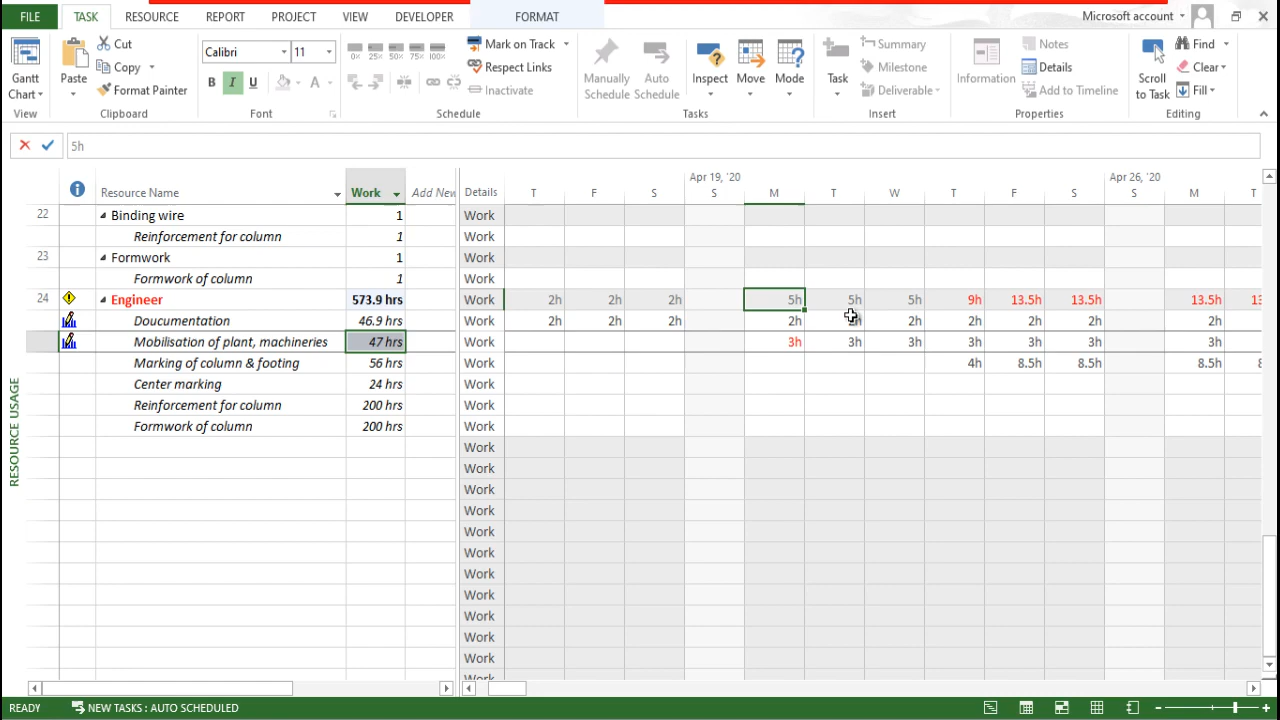 FILE TASK RESOURCE REPORT PROJECT VIEW DEVELOPER FORMAT Microsoft account
Gantt Chart View
Paste Cut Copy Format Painter Clipboard
Calibri 11 B I U A Font
0% 25% 50% 75% 100% Mark on Track Respect Links Inactivate Schedule
Manually Schedule Auto Schedule Inspect Move Mode Tasks
Task Summary Milestone Deliverable Insert
Information Notes Details Add to Timeline Properties
Scroll to Task Find Clear Fill Editing
5h
Apr 19, '20 Apr 26, '20
Resource Name Work Add New Details T F S S M T W T F S S M T
22 Binding wire 1 Work
Reinforcement for column 1 Work
23 Formwork 1 Work
Formwork of column 1 Work
24 Engineer 573.9 hrs Work 2h 2h 2h 5h 5h 5h 9h 13.5h 13.5h 13.5h
Doucumentation 46.9 hrs Work 2h 2h 2h 2h 2h 2h 2h 2h 2h
Mobilisation of plant, machineries 47 hrs Work 3h 3h 3h 3h 3h 3h 3h
Marking of column & footing 56 hrs Work 4h 8.5h 8.5h 8.5h
Center marking 24 hrs Work
Reinforcement for column 200 hrs Work
Formwork of column 200 hrs Work
Work
Work
Work
Work
Work
Work
Work
Work
Work
Work
Work
RESOURCE USAGE
READY NEW TASKS : AUTO SCHEDULED